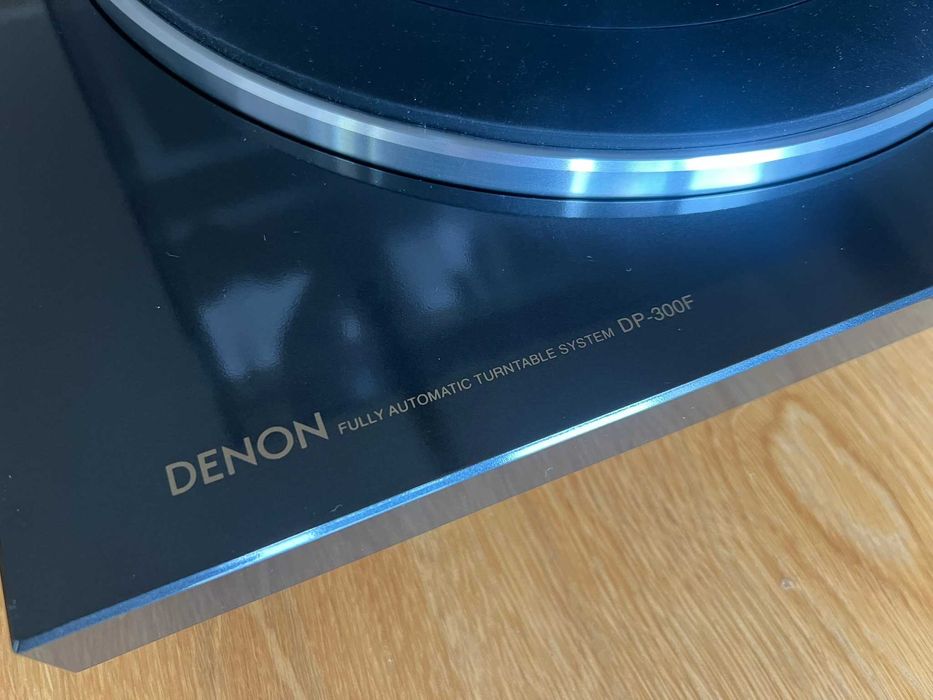 DENON FULLY AUTOMATIC TURNTABLE SYSTEM DP-300F